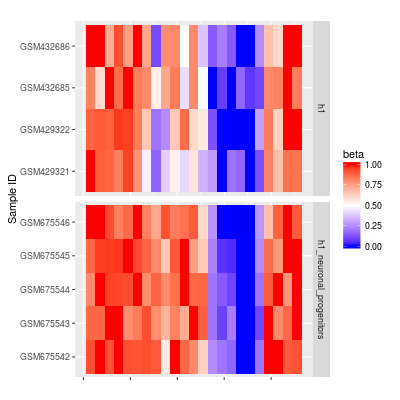 Sample ID
GSM432686
GSM432685
GSM429322
GSM429321
h1
GSM675546
GSM675545
GSM675544
GSM675543
GSM675542
h1_neuronal_progenitors
beta
1.00
0.75
0.50
0.25
0.00